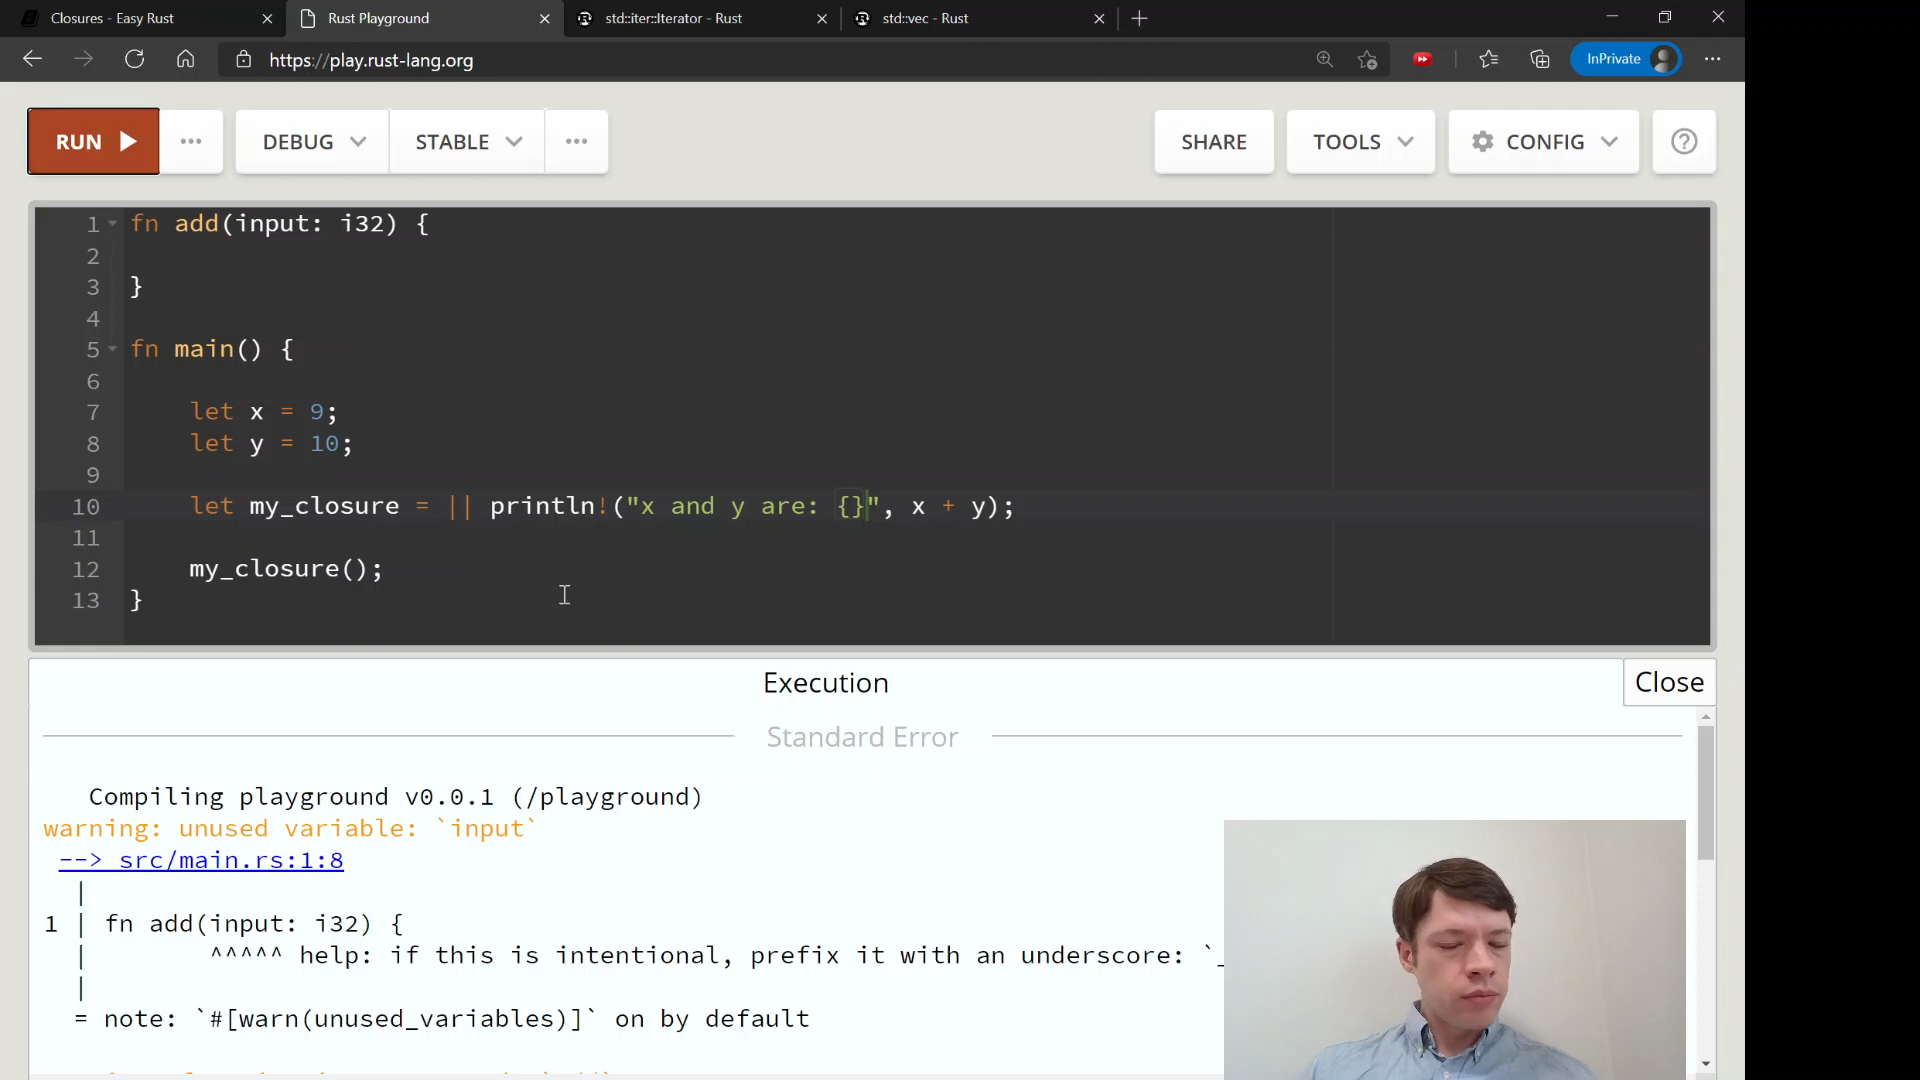 Closures - Easy Rust
Rust Playground
std::iter::Iterator - Rust
std::vec - Rust
https://play.rust-lang.org
InPrivate
RUN
DEBUG
STABLE
SHARE
TOOLS
CONFIG
1 fn add(input: i32) {
2
3 }
4
5 fn main() {
6
7 let x = 9;
8 let y = 10;
9
10 let my_closure = || println!("x and y are: {}", x + y);
11
12 my_closure();
13 }
Execution
Close
Standard Error
Compiling playground v0.0.1 (/playground)
warning: unused variable: `input`
--> src/main.rs:1:8
|
1 | fn add(input: i32) {
| ^^^^^ help: if this is intentional, prefix it with an underscore: `_
|
= note: `#[warn(unused_variables)]` on by default